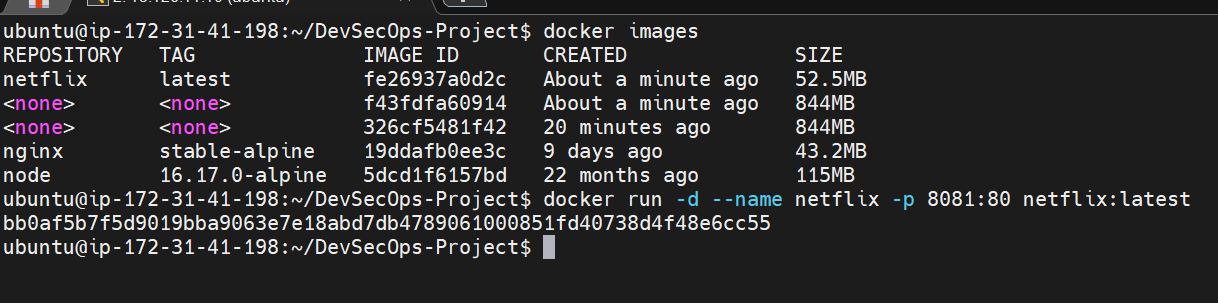 ubuntu@ip-172-31-41-198:~/DevSecOps-Project$ docker images
REPOSITORY   TAG              IMAGE ID       CREATED              SIZE
netflix      latest           fe26937a0d2c   About a minute ago   52.5MB
<none>       <none>           f43fdfa60914   About a minute ago   844MB
<none>       <none>           326cf5481f42   20 minutes ago       844MB
nginx        stable-alpine    19ddafb0ee3c   9 days ago           43.2MB
node         16.17.0-alpine   5dcd1f6157bd   22 months ago        115MB
ubuntu@ip-172-31-41-198:~/DevSecOps-Project$ docker run -d --name netflix -p 8081:80 netflix:latest
bb0af5b7f5d9019bba9063e7e18abd7db4789061000851fd40738d4f48e6cc55
ubuntu@ip-172-31-41-198:~/DevSecOps-Project$